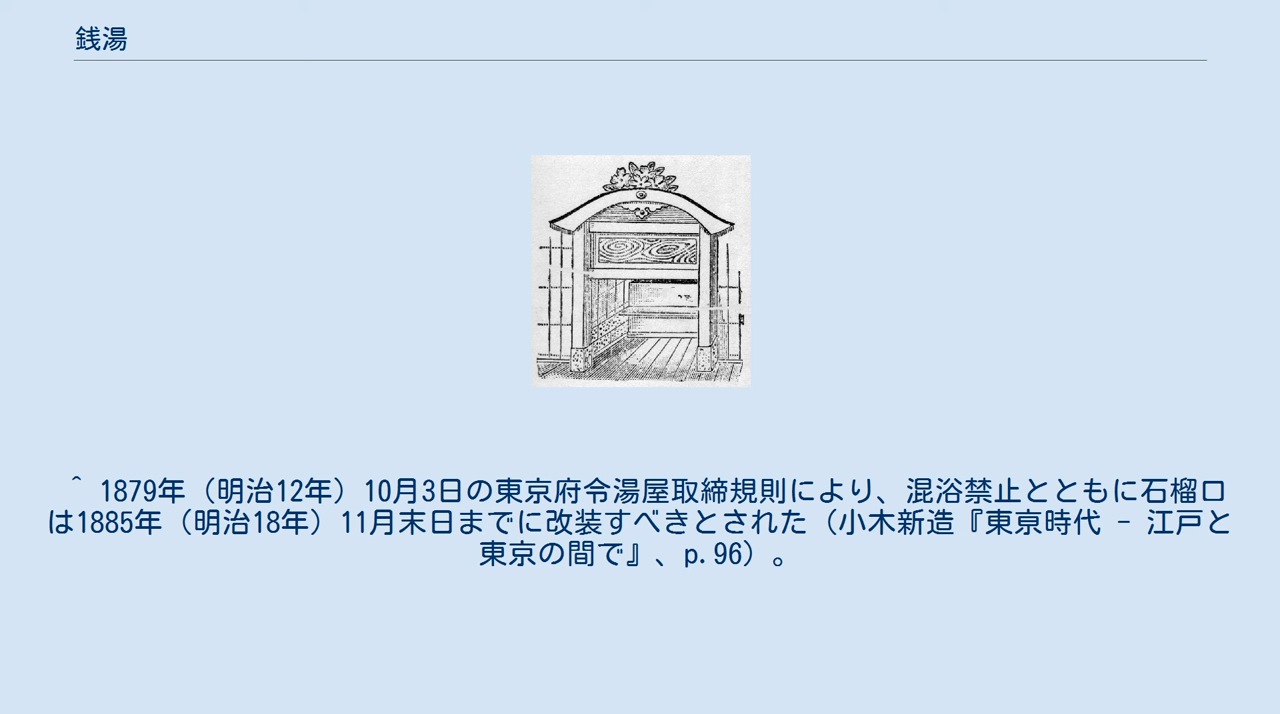 銭湯
^ 1879年（明治12年）10月3日の東京府令湯屋取締規則により、混浴禁止とともに石榴口
は1885年（明治18年）11月末日までに改装すべきとされた（小木新造『東亰時代 - 江戸と
東京の間で』、p.96）。